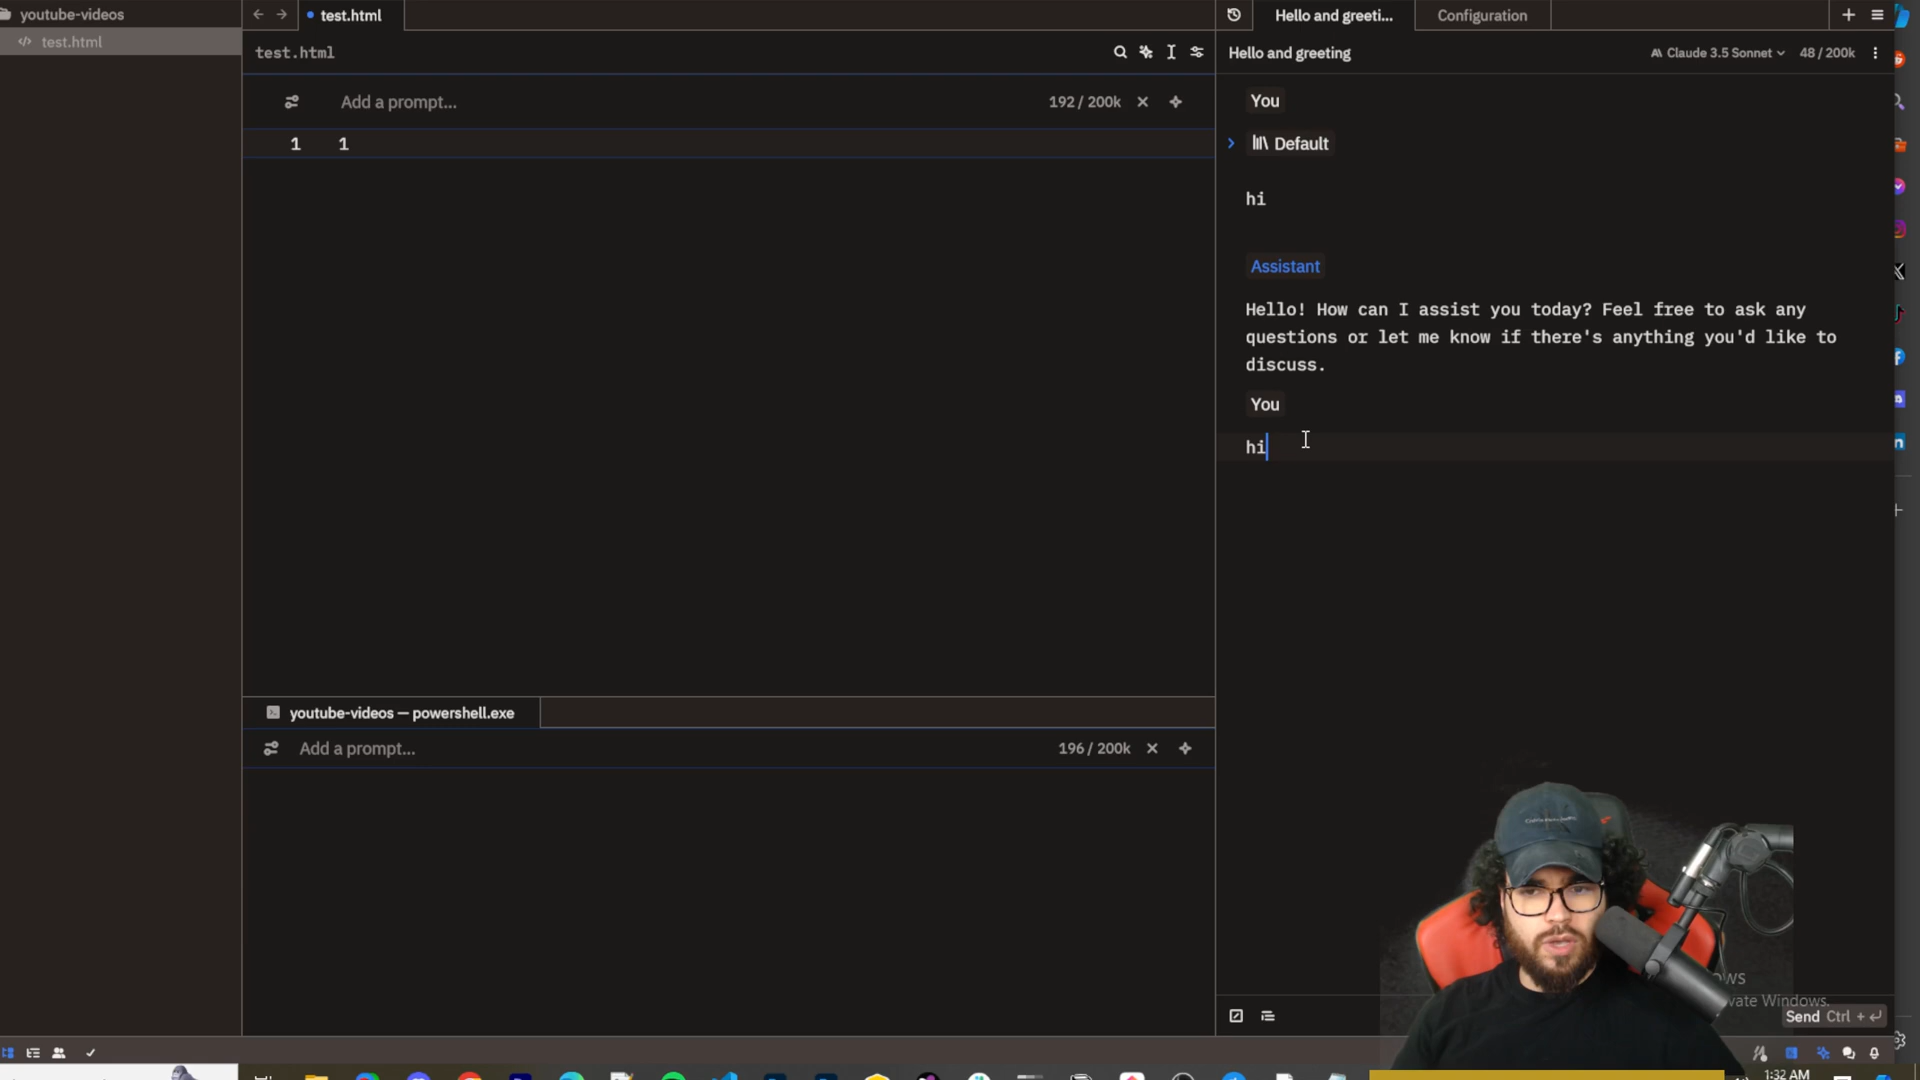 youtube-videos
test.html
test.html
test.html
Add a prompt...
192 / 200k
1 1
youtube-videos — powershell.exe
Add a prompt...
196 / 200k
Hello and greeti...
Configuration
Hello and greeting
Claude 3.5 Sonnet
48 / 200k
You
Default
hi
Assistant
Hello! How can I assist you today? Feel free to ask any
questions or let me know if there's anything you'd like to
discuss.
You
hi
vate Windows.
Send Ctrl +
1:32 AM